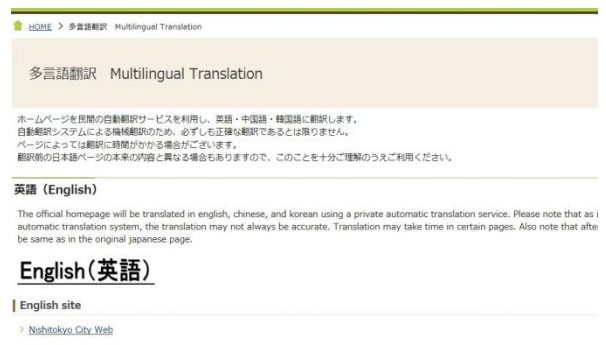 HOME > 多言語翻訳 Multilingual Translation
多言語翻訳 Multilingual Translation
ホームページを民間の自動翻訳サービスを利用し、英語・中国語・韓国語に翻訳します。
自動翻訳システムによる機械翻訳のため、必ずしも正確な翻訳であるとは限りません。
ページによっては翻訳に時間がかかる場合がございます。
翻訳前の日本語ページの本来の内容と異なる場合もありますので、このことを十分ご理解のうえご利用ください。
英語（English）
The official homepage will be translated in english, chinese, and korean using a private automatic translation service. Please note that as
automatic translation system, the translation may not always be accurate. Translation may take time in certain pages. Also note that after
be same as in the original japanese page.
English(英語)
English site
> Nishitokyo City Web